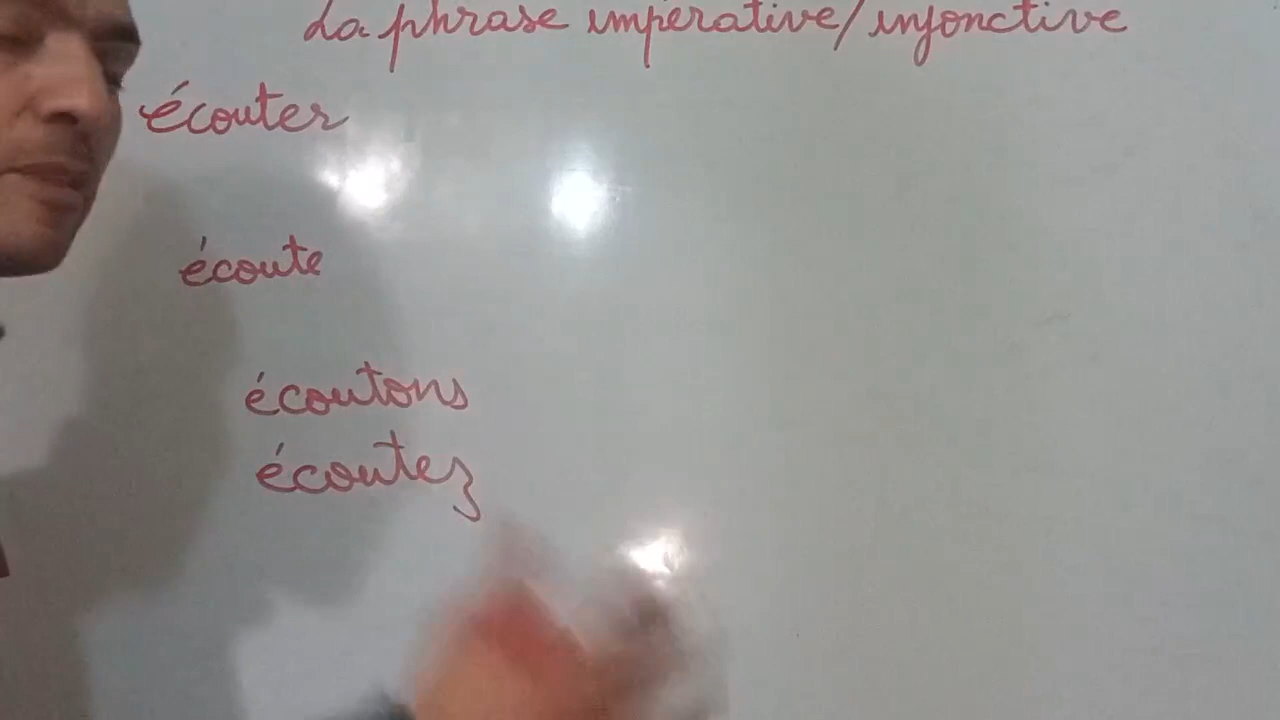 La phrase impérative/injonctive
écouter
écoute
écoutons
écoutez